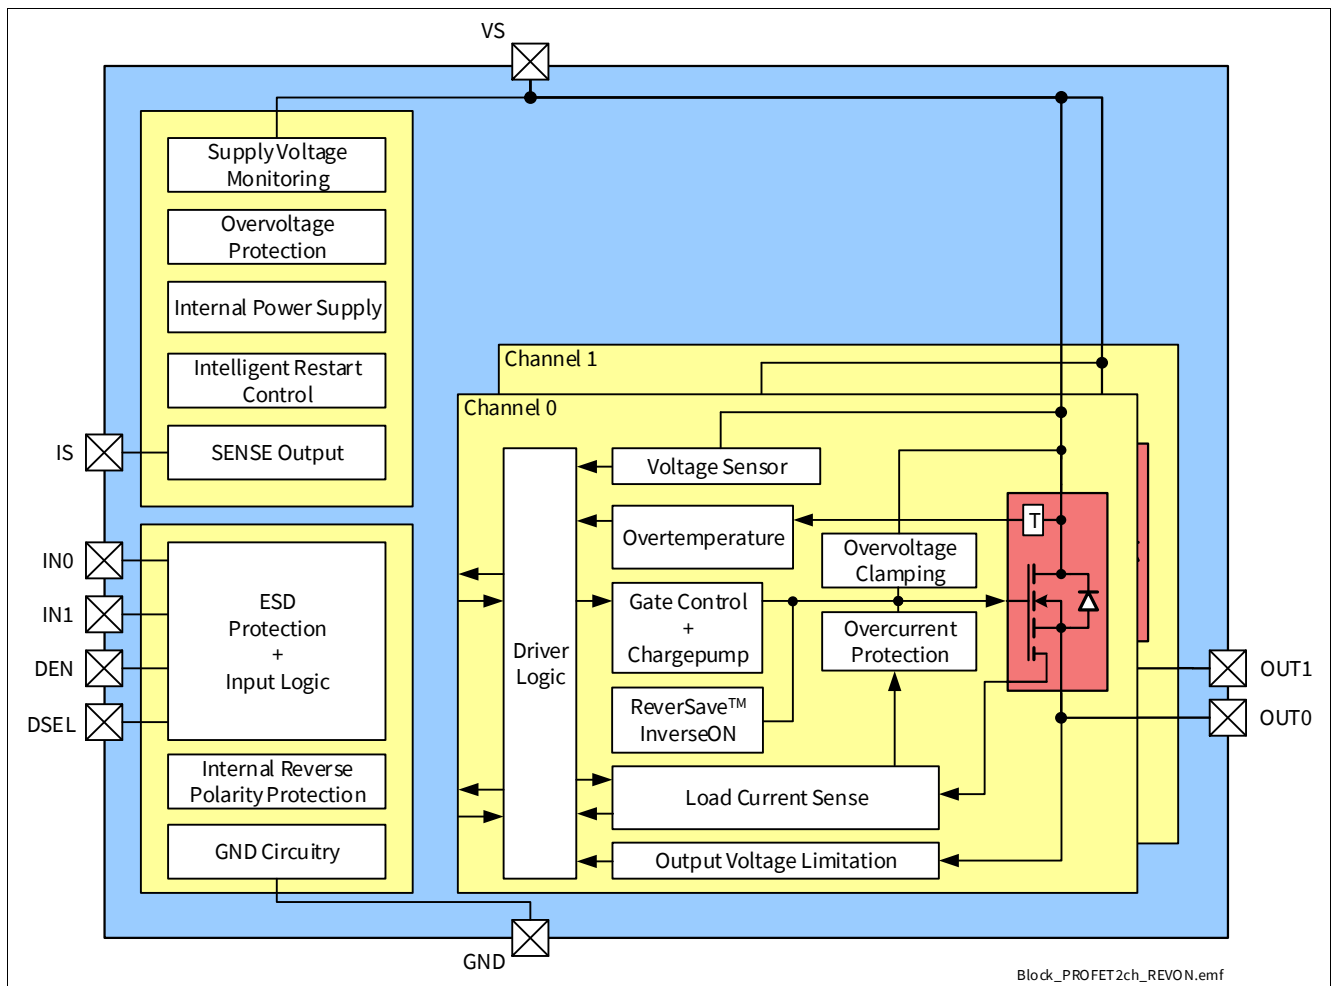 VS
Supply Voltage
Monitoring
Overvoltage
Protection
Internal Power Supply
Intelligent Restart
Control
SENSE Output
IS
IN0
IN1
DEN
DSEL
ESD
Protection
+
Input Logic
Internal Reverse
Polarity Protection
GND Circuitry
GND
Channel 1
Channel 0
Driver
Logic
Voltage Sensor
Overtemperature
T
Overvoltage
Clamping
Gate Control
+
Chargepump
Overcurrent
Protection
ReverSave™
InverseON
Load Current Sense
Output Voltage Limitation
OUT1
OUT0
Block_PROFET2ch_REVON.emf